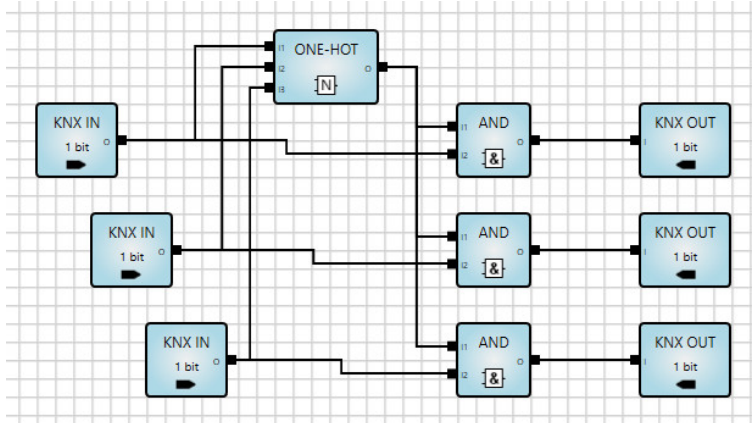 ONE-HOT
I1
I2
I3
O
N
KNX IN
1 bit
O
AND
I1
I2
O
&
KNX OUT
1 bit
I
KNX IN
1 bit
O
AND
I1
I2
O
&
KNX OUT
1 bit
I
KNX IN
1 bit
O
AND
I1
I2
O
&
KNX OUT
1 bit
I